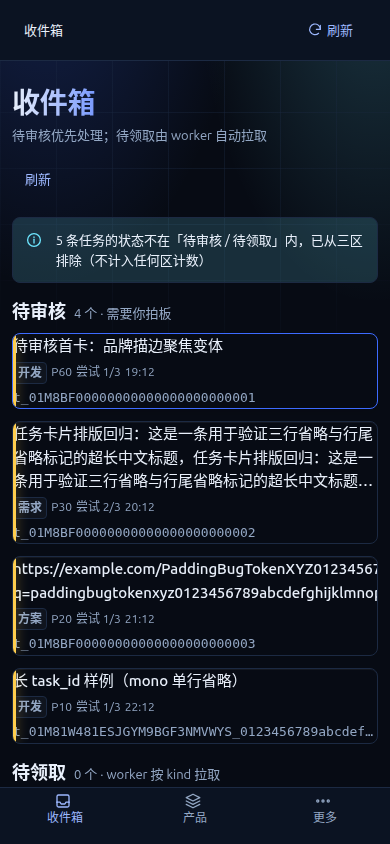 收件箱
刷新
收件箱
待审核优先处理；待领取由 worker 自动拉取
刷新
5 条任务的状态不在「待审核 / 待领取」内，已从三区
排除（不计入任何区计数）
待审核 4 个 · 需要你拍板
待审核首卡：品牌描边聚焦变体
开发 P60 尝试 1/3 19:12
t_01M8BF00000000000000000001
任务卡片排版回归：这是一条用于验证三行省略与行尾
省略标记的超长中文标题，任务卡片排版回归：这是一
条用于验证三行省略与行尾省略标记的超长中文标题…
需求 P30 尝试 2/3 20:12
t_01M8BF00000000000000000002
https://example.com/PaddingBugTokenXYZ01234567
q=paddingbugtokenxyz0123456789abcdefghijklmnop
方案 P20 尝试 1/3 21:12
t_01M8BF00000000000000000003
长 task_id 样例（mono 单行省略）
开发 P10 尝试 1/3 22:12
t_01M81W481ESJGYM9BGF3NMVWYS_0123456789abcdef…
待领取 0 个 · worker 按 kind 拉取
收件箱
产品
更多